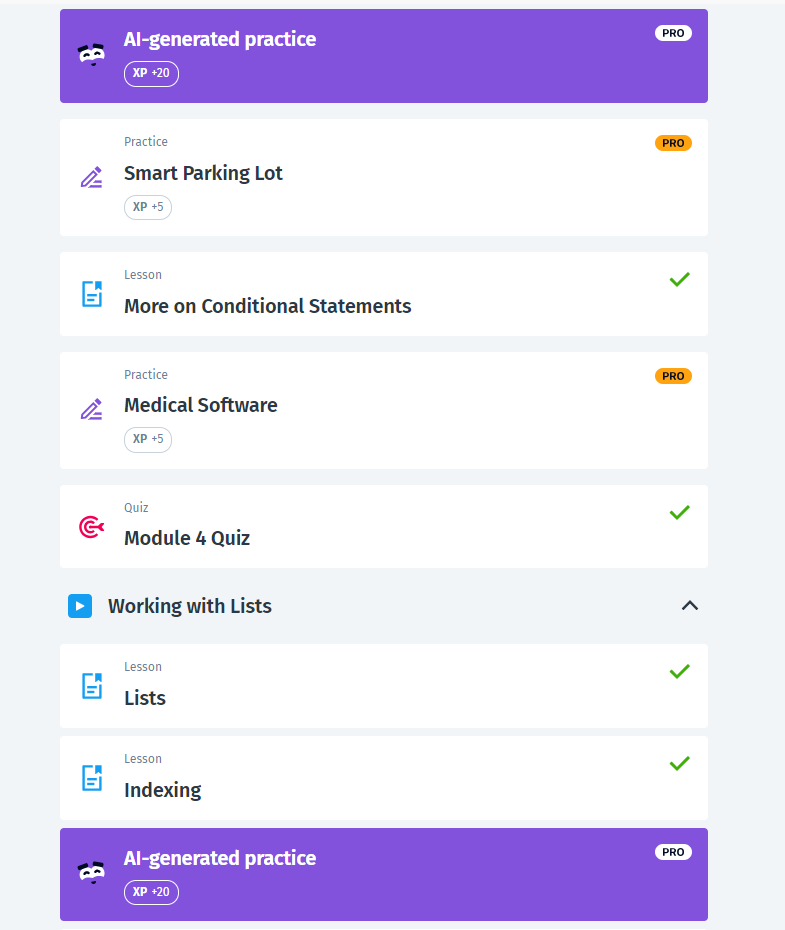 AI-generated practice
PRO
XP +20
Practice
PRO
Smart Parking Lot
XP +5
Lesson
More on Conditional Statements
Practice
PRO
Medical Software
XP +5
Quiz
Module 4 Quiz
Working with Lists
Lesson
Lists
Lesson
Indexing
AI-generated practice
PRO
XP +20